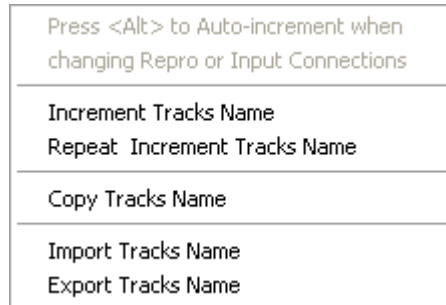 Press <Alt> to Auto-increment when
changing Repro or Input Connections
Increment Tracks Name
Repeat Increment Tracks Name
Copy Tracks Name
Import Tracks Name
Export Tracks Name